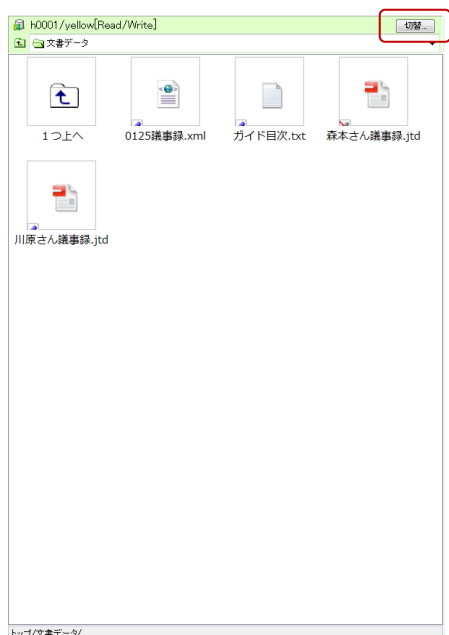 h0001/yellow[Read/Write]
切替...
文書データ
1つ上へ
0125議事録.xml
ガイド目次.txt
森本さん議事録.jtd
川原さん議事録.jtd
トップ/文書データ/